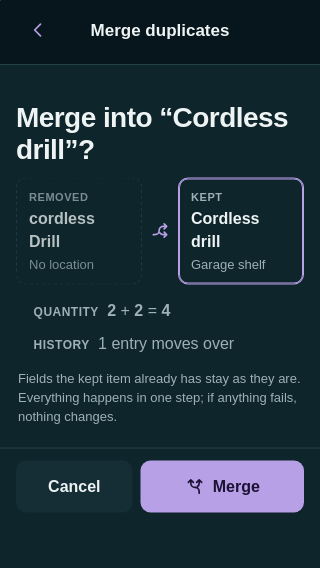 Merge duplicates
Merge into “Cordless
drill”?
REMOVED
cordless
Drill
No location
KEPT
Cordless
drill
Garage shelf
QUANTITY 2 + 2 = 4
HISTORY 1 entry moves over
Fields the kept item already has stay as they are.
Everything happens in one step; if anything fails,
nothing changes.
Cancel
Merge